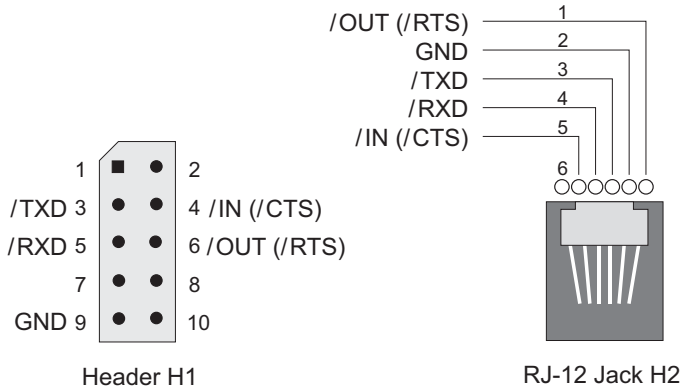 /OUT (/RTS) 1
GND 2
/TXD 3
/RXD 4
/IN (/CTS) 5
6
1 2
/TXD 3 4 /IN (/CTS)
/RXD 5 6 /OUT (/RTS)
7 8
GND 9 10
Header H1
RJ-12 Jack H2